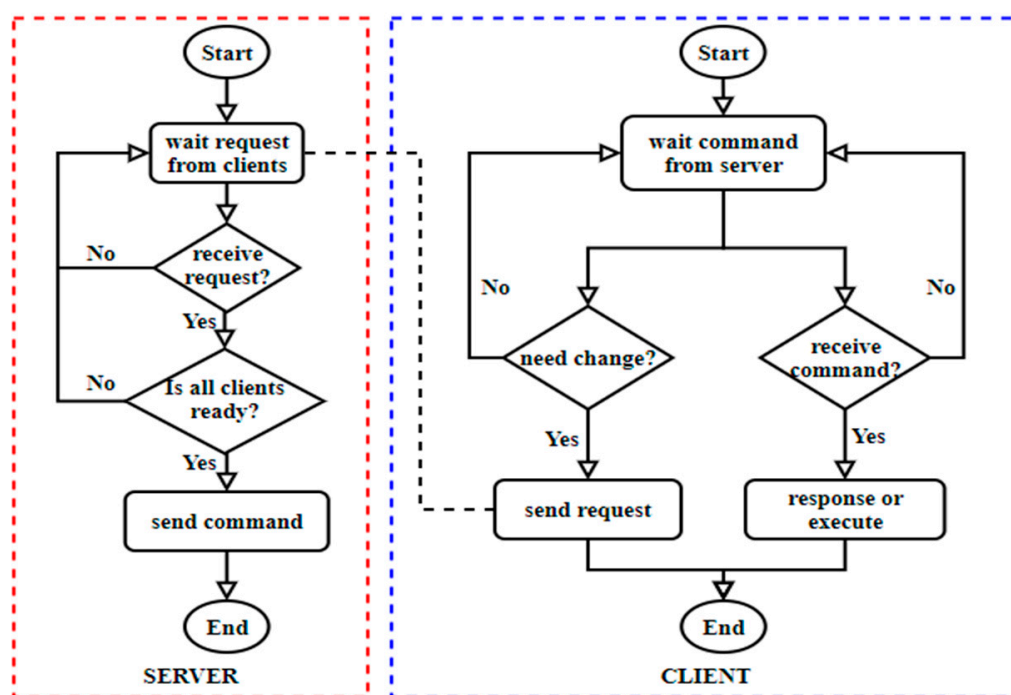 Start
wait request
from clients
No
receive
request?
Yes
No
Is all clients
ready?
Yes
send command
End
SERVER
Start
wait command
from server
No
No
need change?
receive
command?
Yes
Yes
send request
response or
execute
End
CLIENT